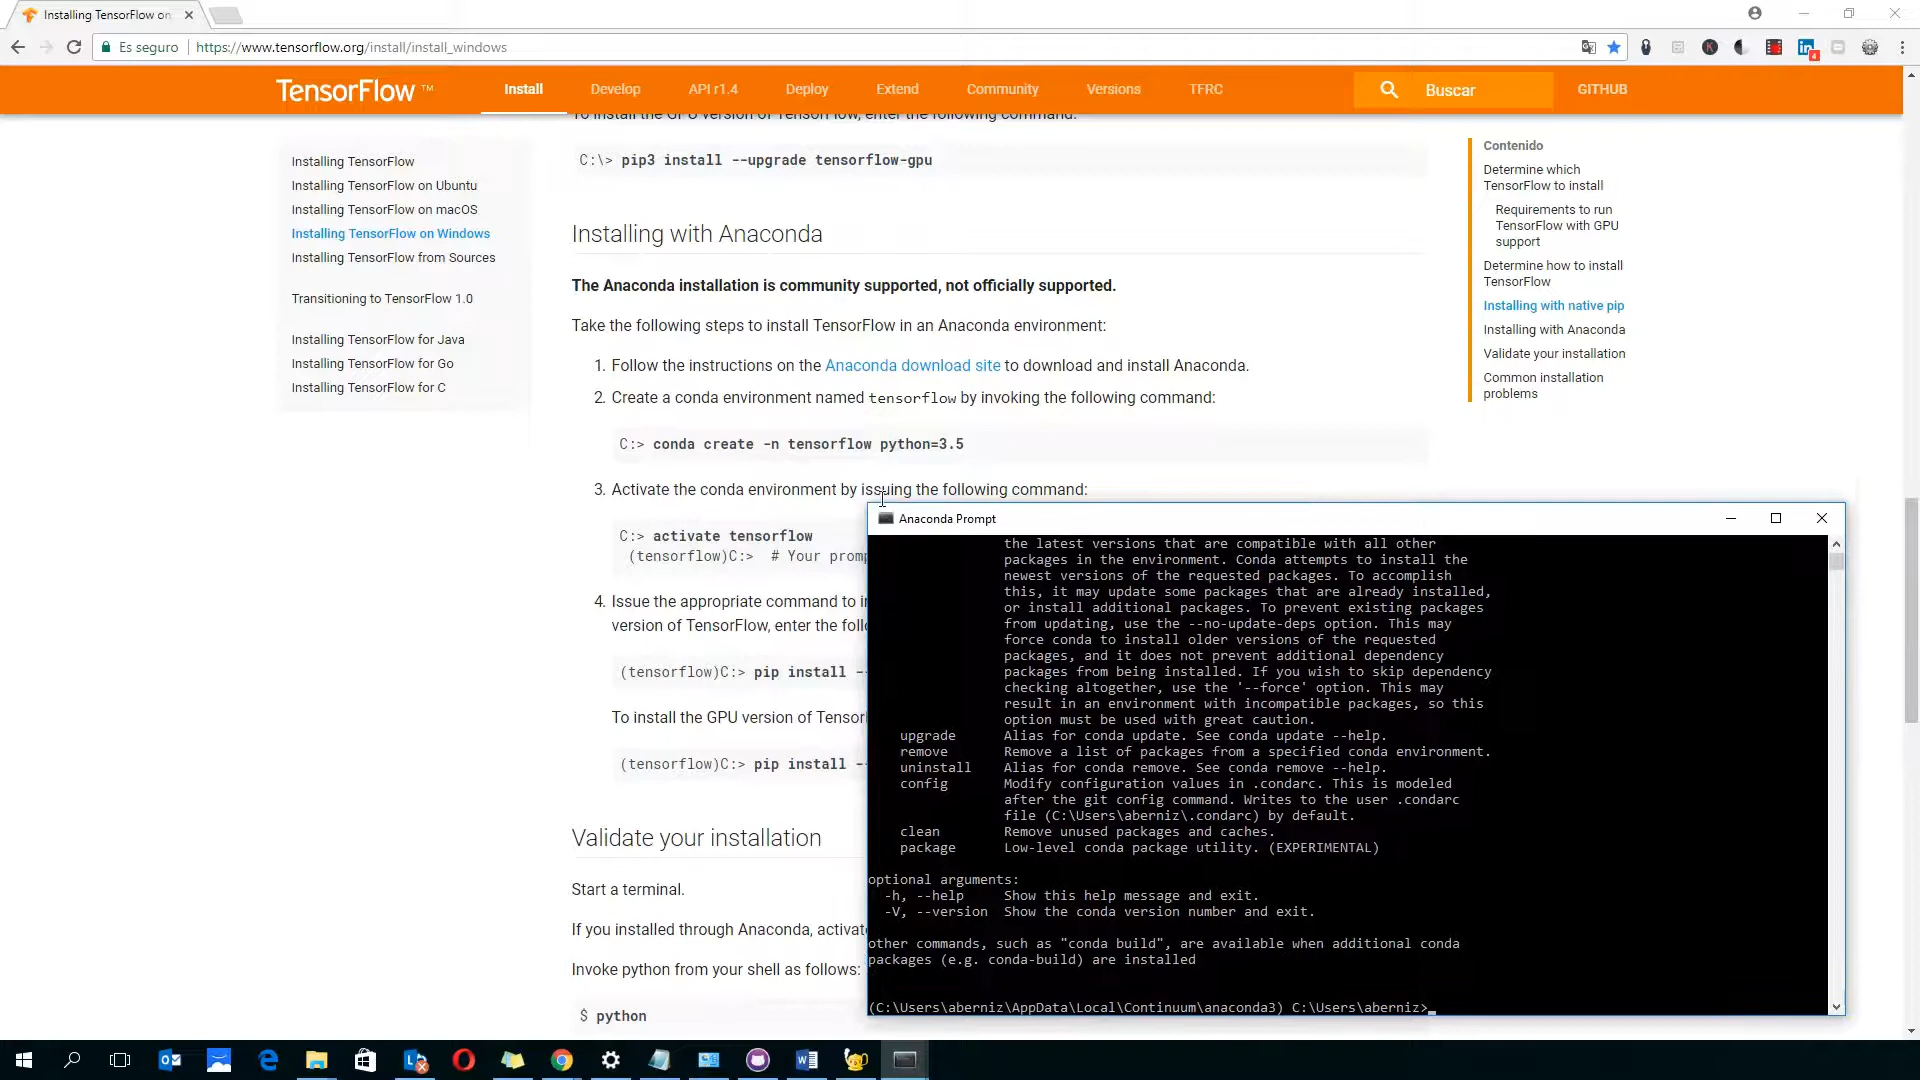 Installing TensorFlow on
Es seguro
https://www.tensorflow.org/install/install_windows
4
TensorFlow ™
Install
Develop
API r1.4
Deploy
Extend
Community
Versions
TFRC
Buscar
GITHUB
Installing TensorFlow
Installing TensorFlow on Ubuntu
Installing TensorFlow on macOS
Installing TensorFlow on Windows
Installing TensorFlow from Sources
Transitioning to TensorFlow 1.0
Installing TensorFlow for Java
Installing TensorFlow for Go
Installing TensorFlow for C
To install the GPU version of TensorFlow, enter the following command:
C:\> pip3 install --upgrade tensorflow-gpu
Installing with Anaconda
The Anaconda installation is community supported, not officially supported.
Take the following steps to install TensorFlow in an Anaconda environment:
1. Follow the instructions on the Anaconda download site to download and install Anaconda.
2. Create a conda environment named tensorflow by invoking the following command:
C:> conda create -n tensorflow python=3.5
3. Activate the conda environment by issuing the following command:
C:> activate tensorflow
(tensorflow)C:> # Your promp
4. Issue the appropriate command to i
version of TensorFlow, enter the foll
(tensorflow)C:> pip install -
To install the GPU version of Tensor
(tensorflow)C:> pip install -
Validate your installation
Start a terminal.
If you installed through Anaconda, activa
Invoke python from your shell as follows:
$ python
Contenido
Determine which
TensorFlow to install
Requirements to run
TensorFlow with GPU
support
Determine how to install
TensorFlow
Installing with native pip
Installing with Anaconda
Validate your installation
Common installation
problems
Anaconda Prompt
the latest versions that are compatible with all other
packages in the environment. Conda attempts to install the
newest versions of the requested packages. To accomplish
this, it may update some packages that are already installed,
or install additional packages. To prevent existing packages
from updating, use the --no-update-deps option. This may
force conda to install older versions of the requested
packages, and it does not prevent additional dependency
packages from being installed. If you wish to skip dependency
checking altogether, use the '--force' option. This may
result in an environment with incompatible packages, so this
option must be used with great caution.
upgrade Alias for conda update. See conda update --help.
remove Remove a list of packages from a specified conda environment.
uninstall Alias for conda remove. See conda remove --help.
config Modify configuration values in .condarc. This is modeled
after the git config command. Writes to the user .condarc
file (C:\Users\aberniz\.condarc) by default.
clean Remove unused packages and caches.
package Low-level conda package utility. (EXPERIMENTAL)
optional arguments:
-h, --help Show this help message and exit.
-V, --version Show the conda version number and exit.
other commands, such as "conda build", are available when additional conda
packages (e.g. conda-build) are installed
(C:\Users\aberniz\AppData\Local\Continuum\anaconda3) C:\Users\aberniz>